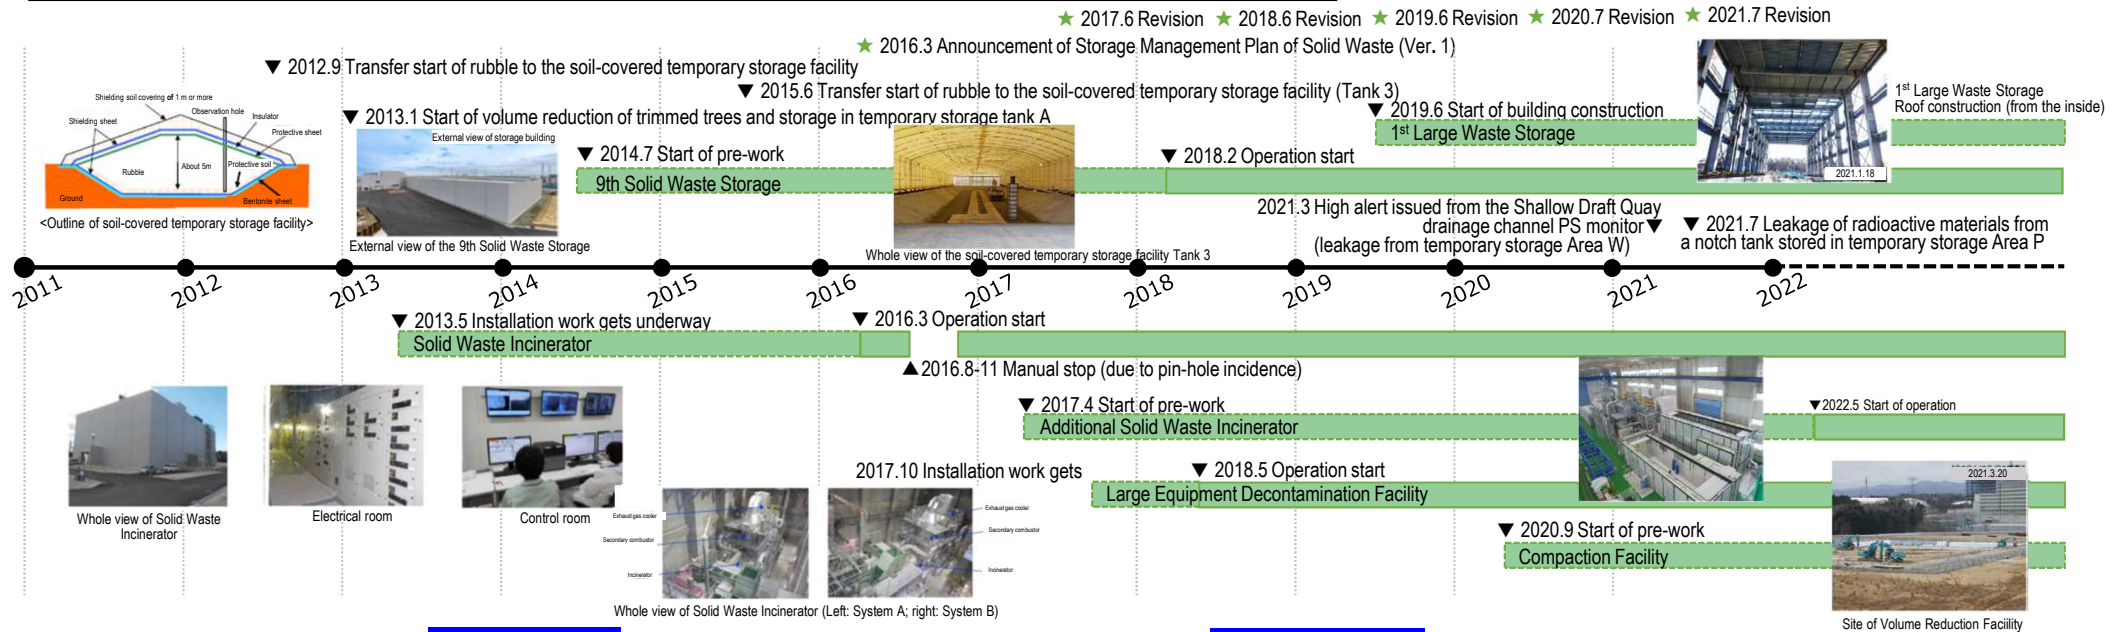 ★ 2017.6 Revision ★ 2018.6 Revision ★ 2019.6 Revision ★ 2020.7 Revision ★ 2021.7 Revision
★ 2016.3 Announcement of Storage Management Plan of Solid Waste (Ver. 1)
▼ 2012.9 Transfer start of rubble to the soil-covered temporary storage facility
▼ 2015.6 Transfer start of rubble to the soil-covered temporary storage facility (Tank 3)
▼ 2013.1 Start of volume reduction of trimmed trees and storage in temporary storage tank A
▼ 2019.6 Start of building construction
1st Large Waste Storage
1st Large Waste Storage
Roof construction (from the inside)
2021.1.18
Shielding soil covering of 1 m or more
Observation hole
Shielding sheet
Insulator
Protective sheet
About 5m
Protective soil
Rubble
Ground
Bentonite sheet
<Outline of soil-covered temporary storage facility>
External view of storage building
External view of the 9th Solid Waste Storage
▼ 2014.7 Start of pre-work
9th Solid Waste Storage
▼ 2018.2 Operation start
Whole view of the soil-covered temporary storage facility Tank 3
2021.3 High alert issued from the Shallow Draft Quay
drainage channel PS monitor ▼
(leakage from temporary storage Area W)
▼ 2021.7 Leakage of radioactive materials from
a notch tank stored in temporary storage Area P
2011 2012 2013 2014 2015 2016 2017 2018 2019 2020 2021 2022
▼ 2013.5 Installation work gets underway
Solid Waste Incinerator
▼ 2016.3 Operation start
▲ 2016.8-11 Manual stop (due to pin-hole incidence)
▼ 2017.4 Start of pre-work
Additional Solid Waste Incinerator
▼ 2022.5 Start of operation
2017.10 Installation work gets
▼ 2018.5 Operation start
Large Equipment Decontamination Facility
▼ 2020.9 Start of pre-work
Compaction Facility
2021.3.20
Site of Volume Reduction Faciility
Whole view of Solid Waste
Incinerator
Electrical room
Control room
Exhaust gas cooler
Secondary combustor
Incinerator
Exhaust gas cooler
Secondary combustor
Incinerator
Whole view of Solid Waste Incinerator (Left: System A; right: System B)